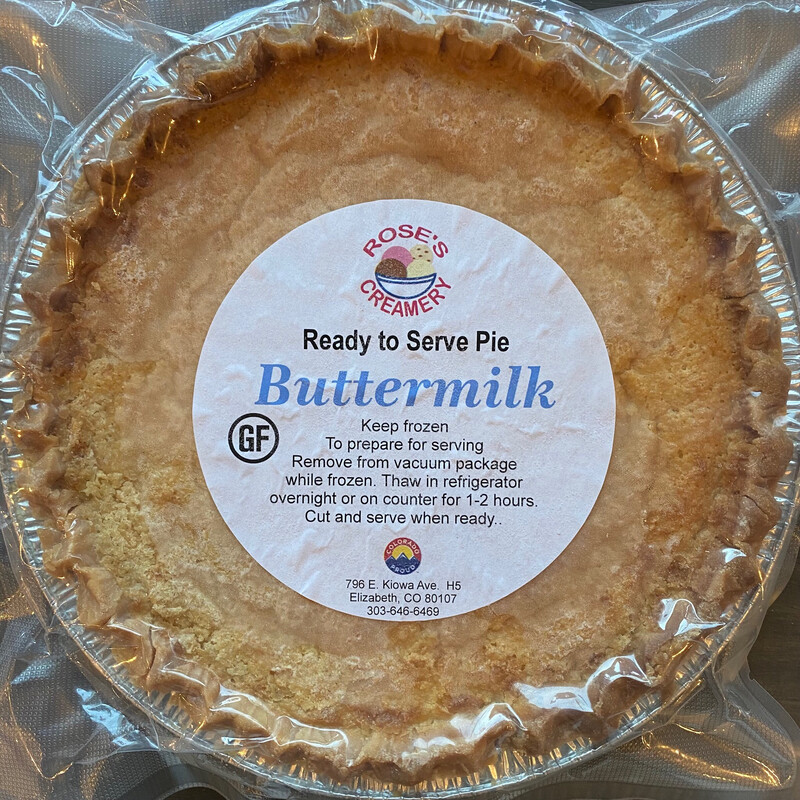 ROSE'S
CREAMERY
Ready to Serve Pie
Buttermilk
GF
Keep frozen
To prepare for serving
Remove from vacuum package
while frozen. Thaw in refrigerator
overnight or on counter for 1-2 hours.
Cut and serve when ready..
COLORADO
PROUD
796 E. Kiowa Ave. H5
Elizabeth, CO 80107
303-646-6469